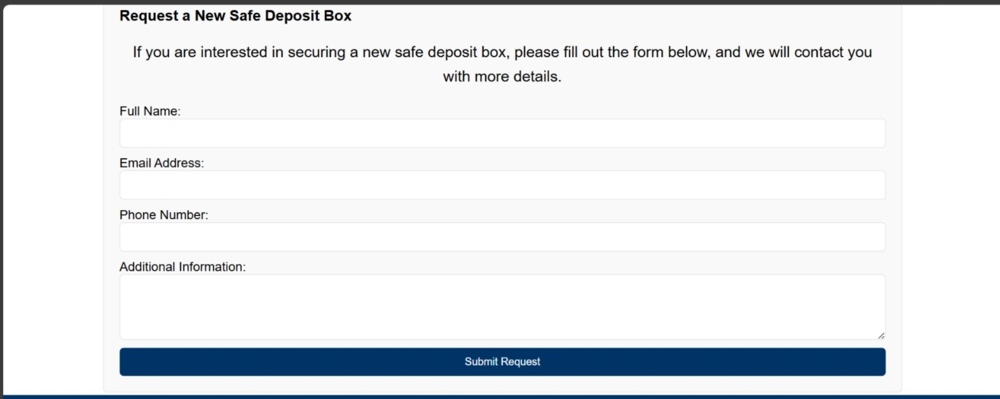 Request a New Safe Deposit Box
If you are interested in securing a new safe deposit box, please fill out the form below, and we will contact you
with more details.
Full Name:
Email Address:
Phone Number:
Additional Information:
Submit Request